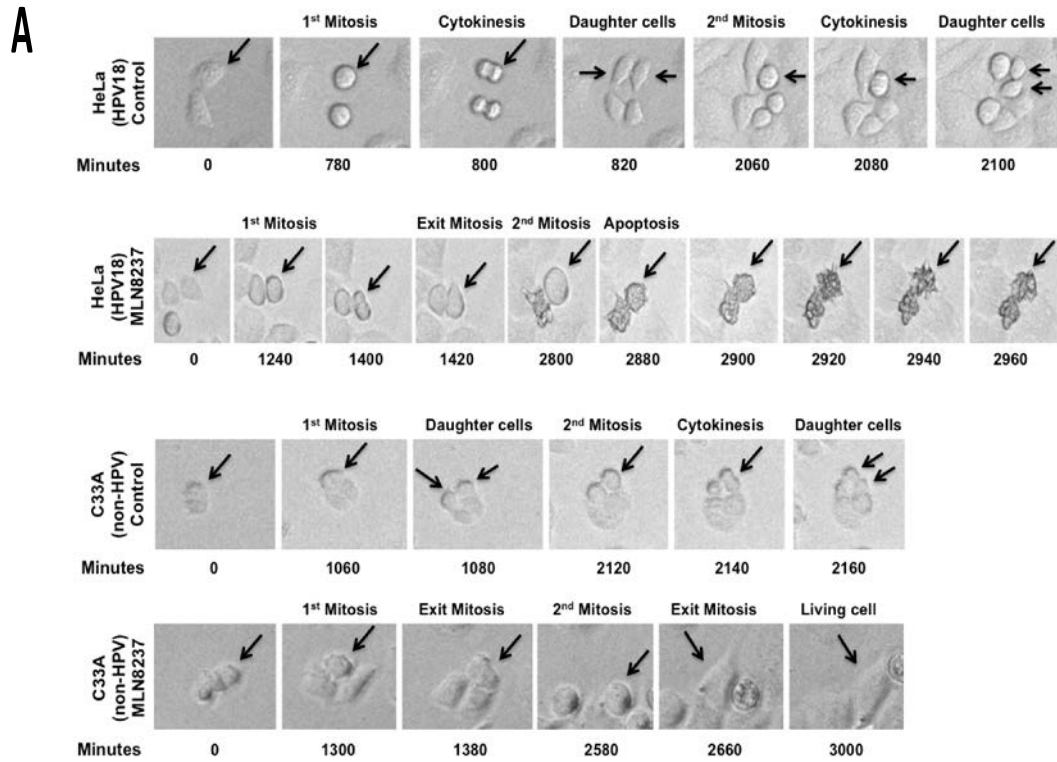 A
1st Mitosis Cytokinesis Daughter cells 2nd Mitosis Cytokinesis Daughter cells
HeLa
(HPV18)
Control
Minutes 0 780 800 820 2060 2080 2100
1st Mitosis Exit Mitosis 2nd Mitosis Apoptosis
HeLa
(HPV18)
MLN8237
Minutes 0 1240 1400 1420 2800 2880 2900 2920 2940 2960
1st Mitosis Daughter cells 2nd Mitosis Cytokinesis Daughter cells
C33A
(non-HPV)
Control
Minutes 0 1060 1080 2120 2140 2160
1st Mitosis Exit Mitosis 2nd Mitosis Exit Mitosis Living cell
C33A
(non-HPV)
MLN8237
Minutes 0 1300 1380 2580 2660 3000